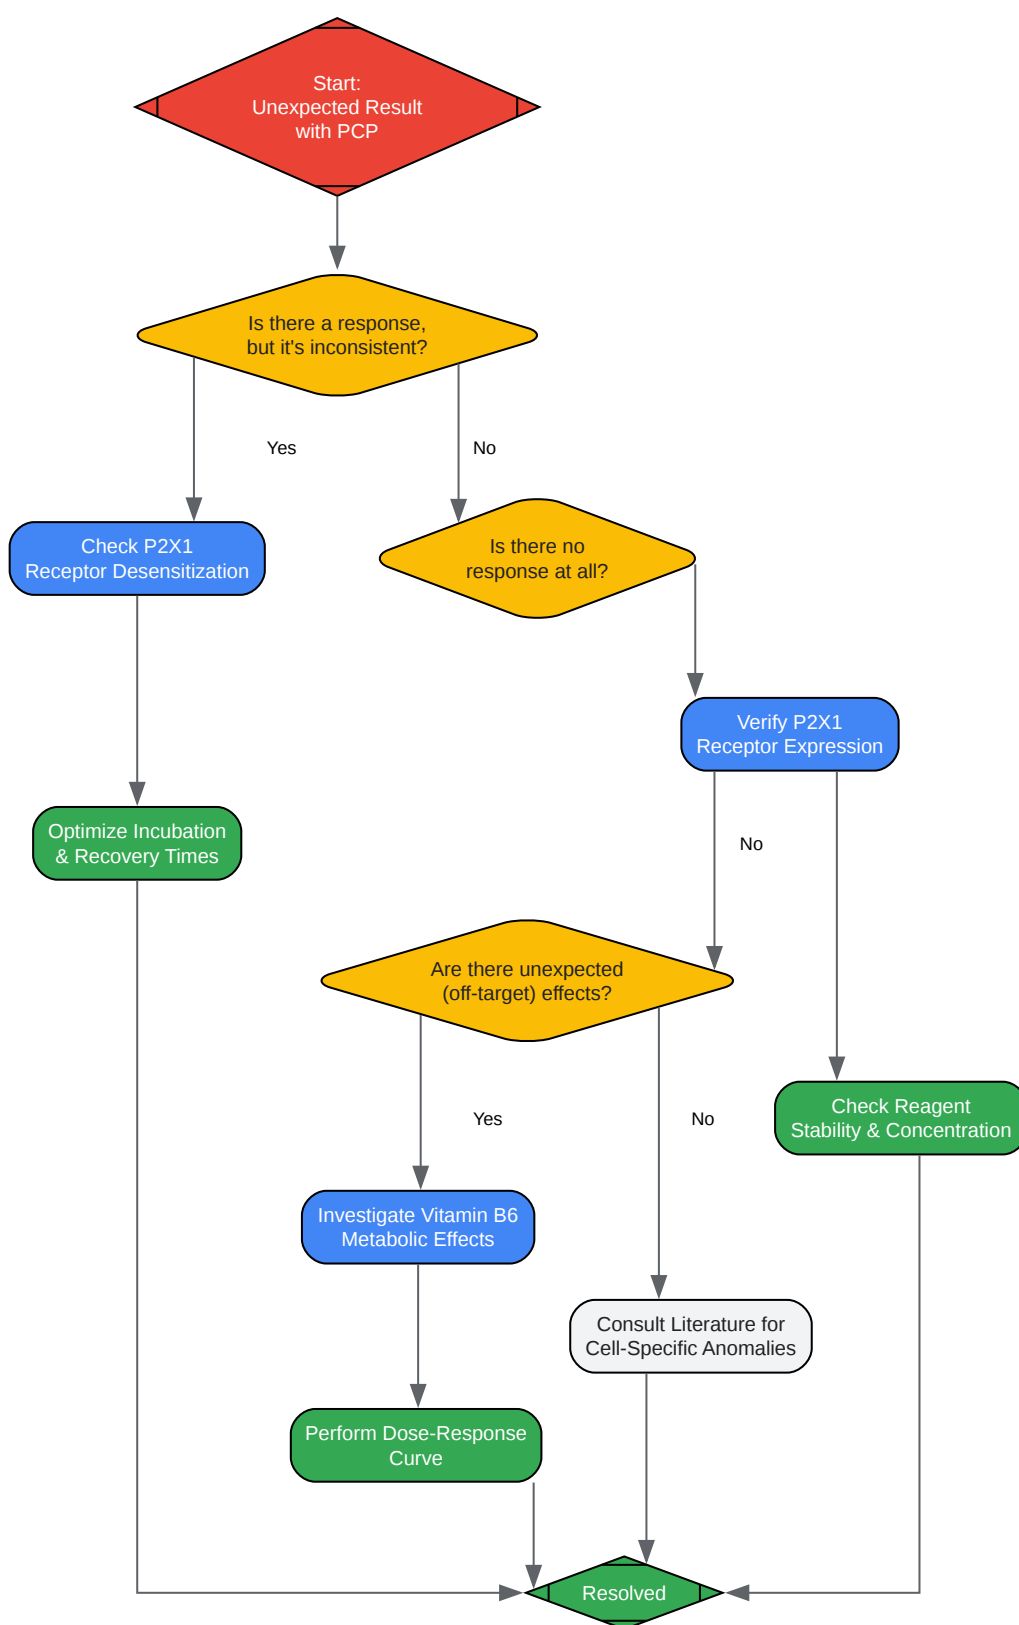 Start:
Unexpected Result
with PCP
Is there a response,
but it's inconsistent?
Yes
No
Check P2X1
Receptor Desensitization
Is there no
response at all?
Verify P2X1
Receptor Expression
Optimize Incubation
& Recovery Times
No
Are there unexpected
(off-target) effects?
Check Reagent
Stability & Concentration
Yes
No
Investigate Vitamin B6
Metabolic Effects
Consult Literature for
Cell-Specific Anomalies
Perform Dose-Response
Curve
Resolved